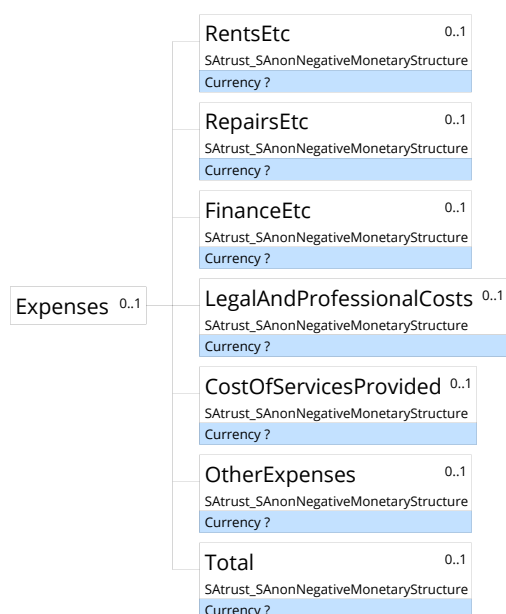 RentsEtc 0..1
SAtrust_SAnonNegativeMonetaryStructure
Currency ?
RepairsEtc 0..1
SAtrust_SAnonNegativeMonetaryStructure
Currency ?
FinanceEtc 0..1
SAtrust_SAnonNegativeMonetaryStructure
Currency ?
Expenses 0..1
LegalAndProfessionalCosts 0..1
SAtrust_SAnonNegativeMonetaryStructure
Currency ?
CostOfServicesProvided 0..1
SAtrust_SAnonNegativeMonetaryStructure
Currency ?
OtherExpenses 0..1
SAtrust_SAnonNegativeMonetaryStructure
Currency ?
Total 0..1
SAtrust_SAnonNegativeMonetaryStructure
Currency ?